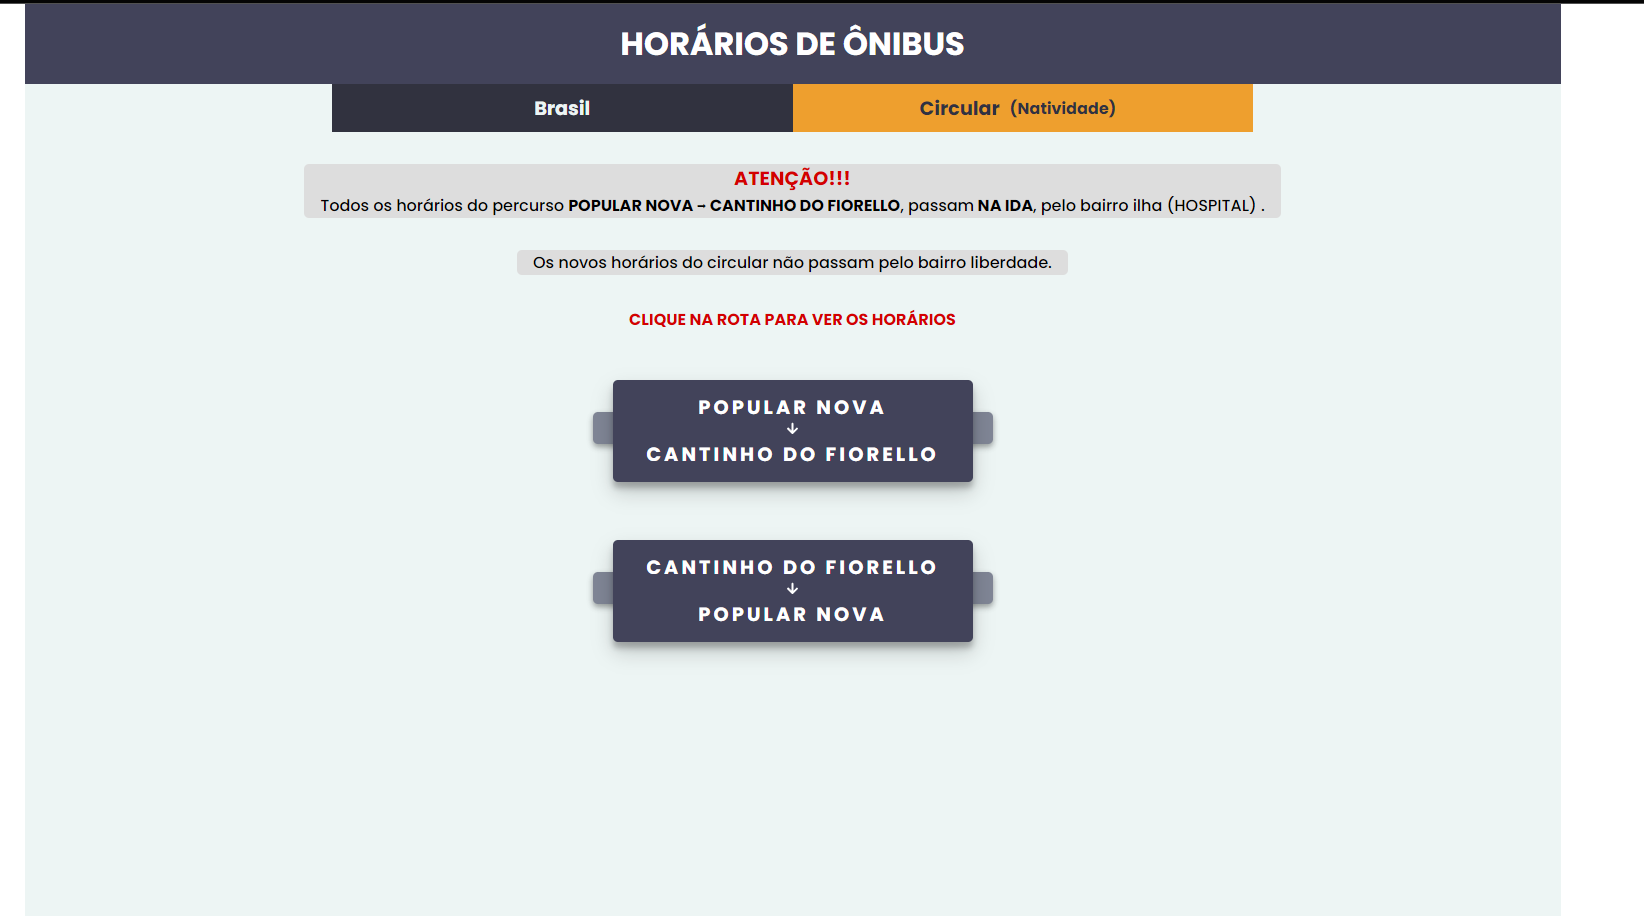 HORÁRIOS DE ÔNIBUS
Brasil
Circular (Natividade)
ATENÇÃO!!!
Todos os horários do percurso POPULAR NOVA → CANTINHO DO FIORELLO, passam NA IDA, pelo bairro ilha (HOSPITAL) .
Os novos horários do circular não passam pelo bairro liberdade.
CLIQUE NA ROTA PARA VER OS HORÁRIOS
POPULAR NOVA
↓
CANTINHO DO FIORELLO
CANTINHO DO FIORELLO
↓
POPULAR NOVA